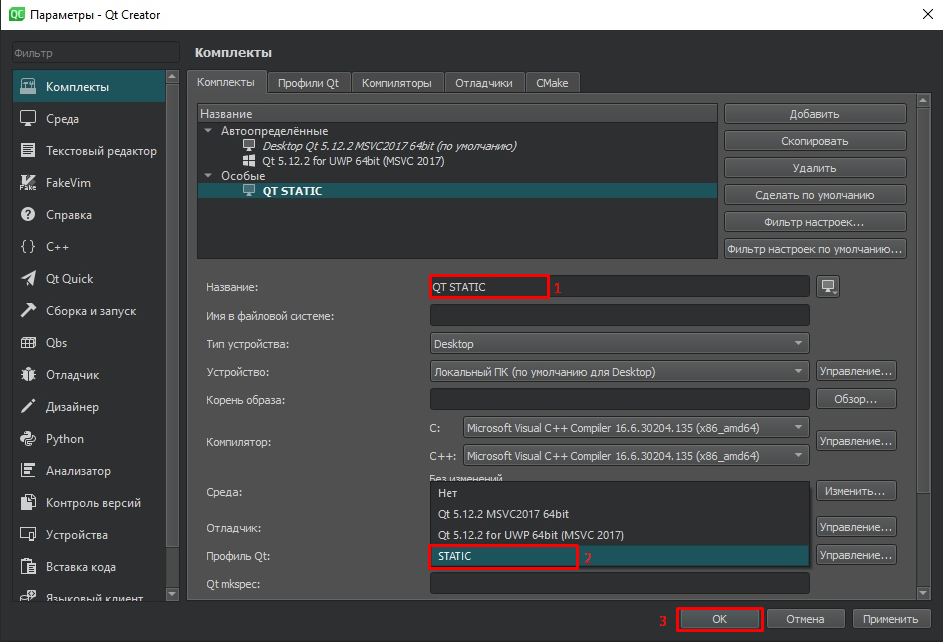 QC Параметры - Qt Creator
Фильтр
Комплекты
Среда
Текстовый редактор
Fake
FakeVim
Справка
C++
Qt Quick
Сборка и запуск
Qbs
Отладчик
Дизайнер
Python
Анализатор
Контроль версий
Устройства
Вставка кода
Языковый клиент
Комплекты
Комплекты Профили Qt Компиляторы Отладчики CMake
Название
Автоопределённые
Desktop Qt 5.12.2 MSVC2017 64bit (по умолчанию)
Qt 5.12.2 for UWP 64bit (MSVC 2017)
Особые
QT STATIC
Добавить
Скопировать
Удалить
Сделать по умолчанию
Фильтр настроек...
Фильтр настроек по умолчанию...
Название: QT STATIC 1
Имя в файловой системе:
Тип устройства: Desktop
Устройство: Локальный ПК (по умолчанию для Desktop) Управление...
Корень образа: Обзор...
Компилятор:
C: Microsoft Visual C++ Compiler 16.6.30204.135 (x86_amd64)
C++: Microsoft Visual C++ Compiler 16.6.30204.135 (x86_amd64)
Управление...
Без изменений
Среда: Изменить...
Нет
Qt 5.12.2 MSVC2017 64bit
Отладчик: Управление...
Qt 5.12.2 for UWP 64bit (MSVC 2017)
Профиль Qt: STATIC 2 Управление...
Qt mkspec:
3 OK Отмена Применить